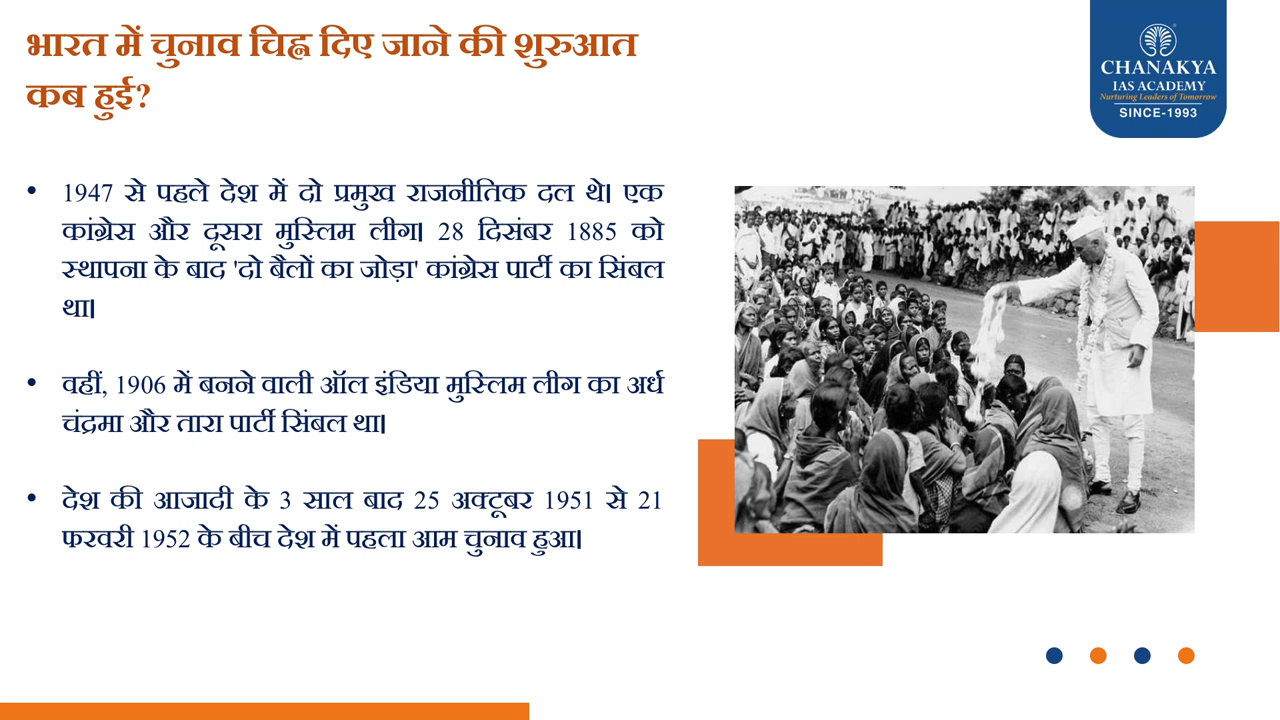 भारत में चुनाव चिह्न दिए जाने की शुरुआत
कब हुई?
CHANAKYA
IAS ACADEMY
Nurturing Leaders of Tomorrow
SINCE-1993
• 1947 से पहले देश में दो प्रमुख राजनीतिक दल थे। एक
कांग्रेस और दूसरा मुस्लिम लीग। 28 दिसंबर 1885 को
स्थापना के बाद 'दो बैलों का जोड़ा' कांग्रेस पार्टी का सिंबल
था।
• वहीं, 1906 में बनने वाली ऑल इंडिया मुस्लिम लीग का अर्ध
चंद्रमा और तारा पार्टी सिंबल था।
• देश की आजादी के 3 साल बाद 25 अक्टूबर 1951 से 21
फरवरी 1952 के बीच देश में पहला आम चुनाव हुआ।